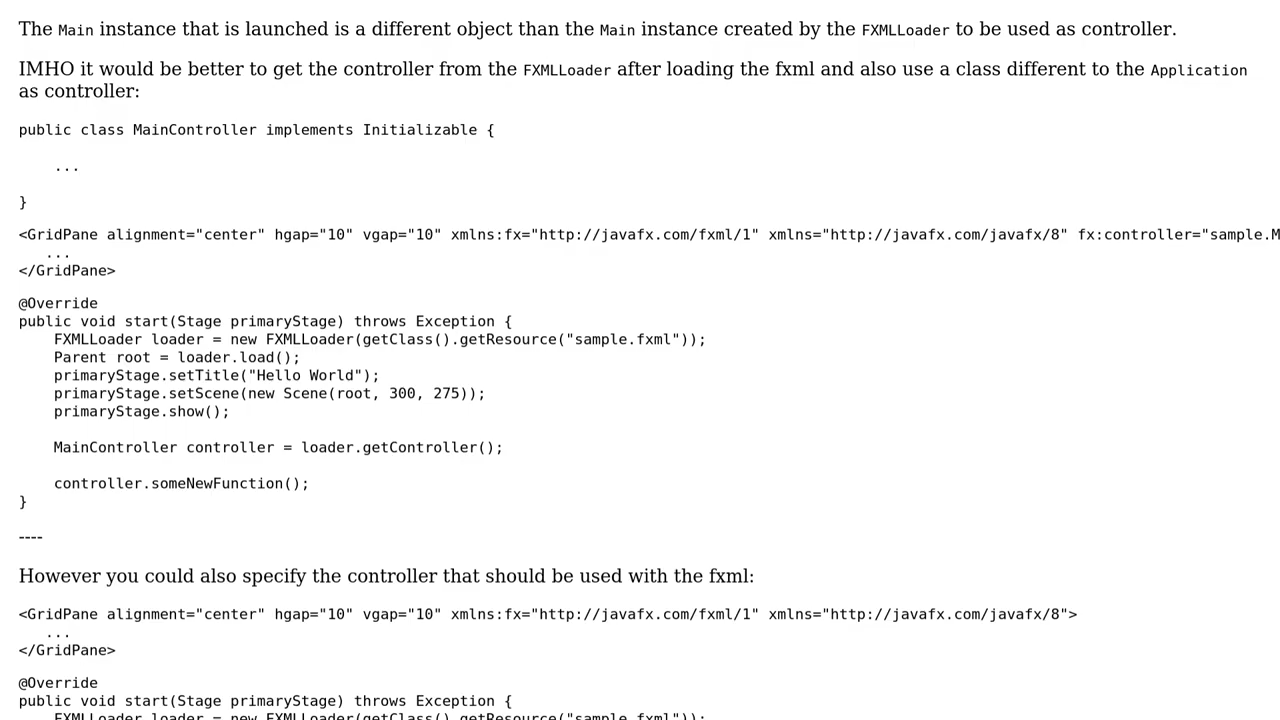 The Main instance that is launched is a different object than the Main instance created by the FXMLLoader to be used as controller.
IMHO it would be better to get the controller from the FXMLLoader after loading the fxml and also use a class different to the Application
as controller:
public class MainController implements Initializable {
    ...
}
<GridPane alignment="center" hgap="10" vgap="10" xmlns:fx="http://javafx.com/fxml/1" xmlns="http://javafx.com/javafx/8" fx:controller="sample.M
   ...
</GridPane>
@Override
public void start(Stage primaryStage) throws Exception {
    FXMLLoader loader = new FXMLLoader(getClass().getResource("sample.fxml"));
    Parent root = loader.load();
    primaryStage.setTitle("Hello World");
    primaryStage.setScene(new Scene(root, 300, 275));
    primaryStage.show();
    MainController controller = loader.getController();
    controller.someNewFunction();
}
----
However you could also specify the controller that should be used with the fxml:
<GridPane alignment="center" hgap="10" vgap="10" xmlns:fx="http://javafx.com/fxml/1" xmlns="http://javafx.com/javafx/8">
   ...
</GridPane>
@Override
public void start(Stage primaryStage) throws Exception {
    FXMLLoader loader = new FXMLLoader(getClass().getResource("sample.fxml"));